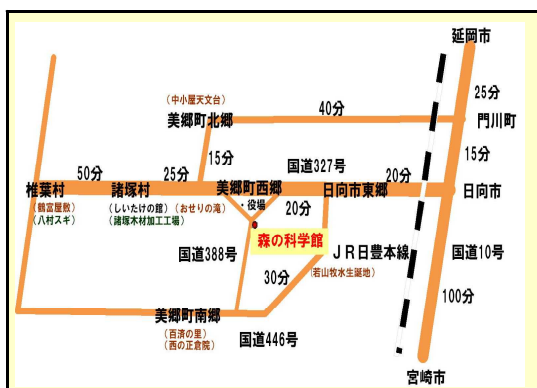 延岡市
(中小屋天文台)
25分
美郷町北郷
40分
門川町
15分
15分
国道327号
50分
25分
20分
椎葉村
諸塚村
美郷町西郷
日向市東郷
日向市
(鶴富屋敷)
(しいたけの館)
(おせりの滝)
・役場
20分
(八村スギ)
(諸塚木材加工工場)
森の科学館
国道388号
JR日豊本線
国道10号
30分
(若山牧水生誕地)
100分
美郷町南郷
(百済の里)
国道446号
(西の正倉院)
宮崎市